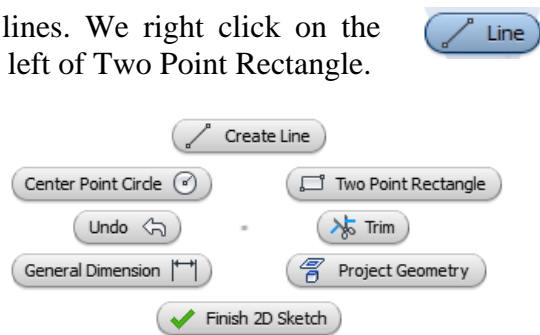 lines. We right click on the
Line
left of Two Point Rectangle.
Create Line
Center Point Circle
Two Point Rectangle
Undo
Trim
General Dimension
Project Geometry
Finish 2D Sketch